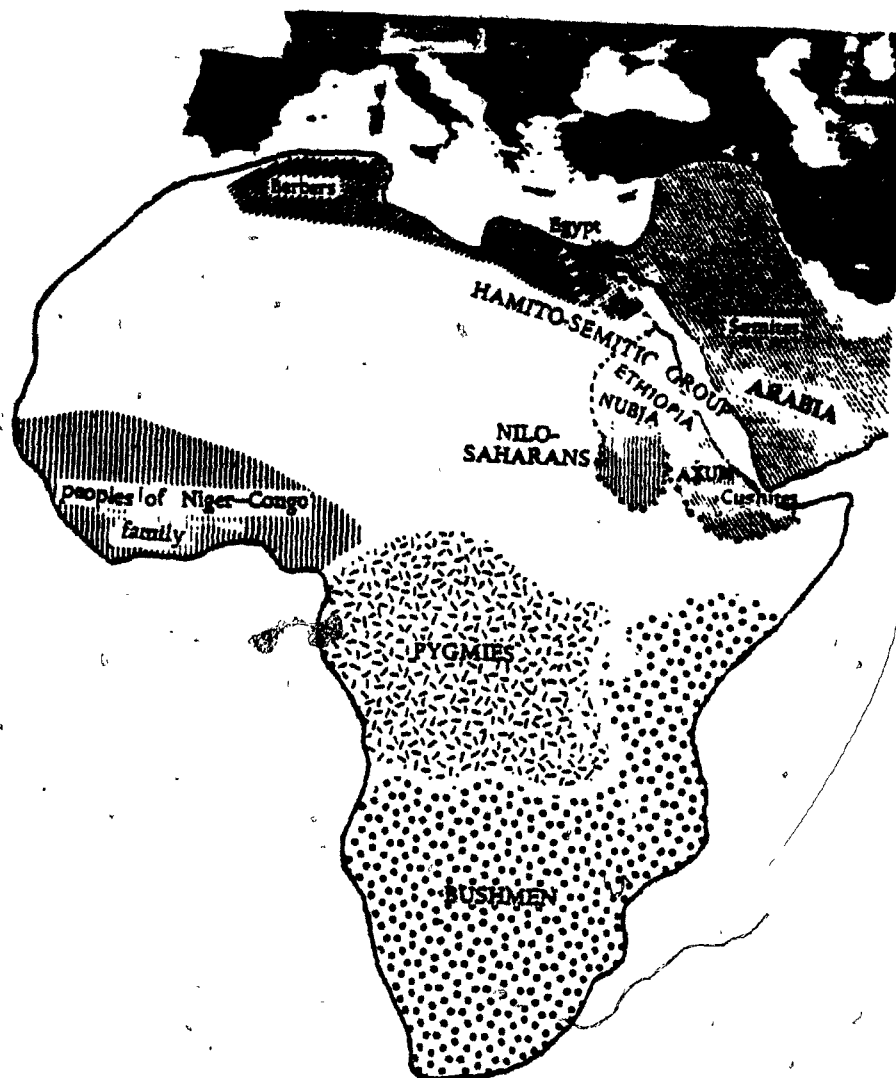 Berbers
Egypt
HAMITO-SEMITIC GROUP
Semites
ARABIA
ETHIOPIA
NUBIA
NILO-
SAHARANS
AXUM
Cushites
peoples of Niger-Congo
family
PYGMIES
BUSHMEN